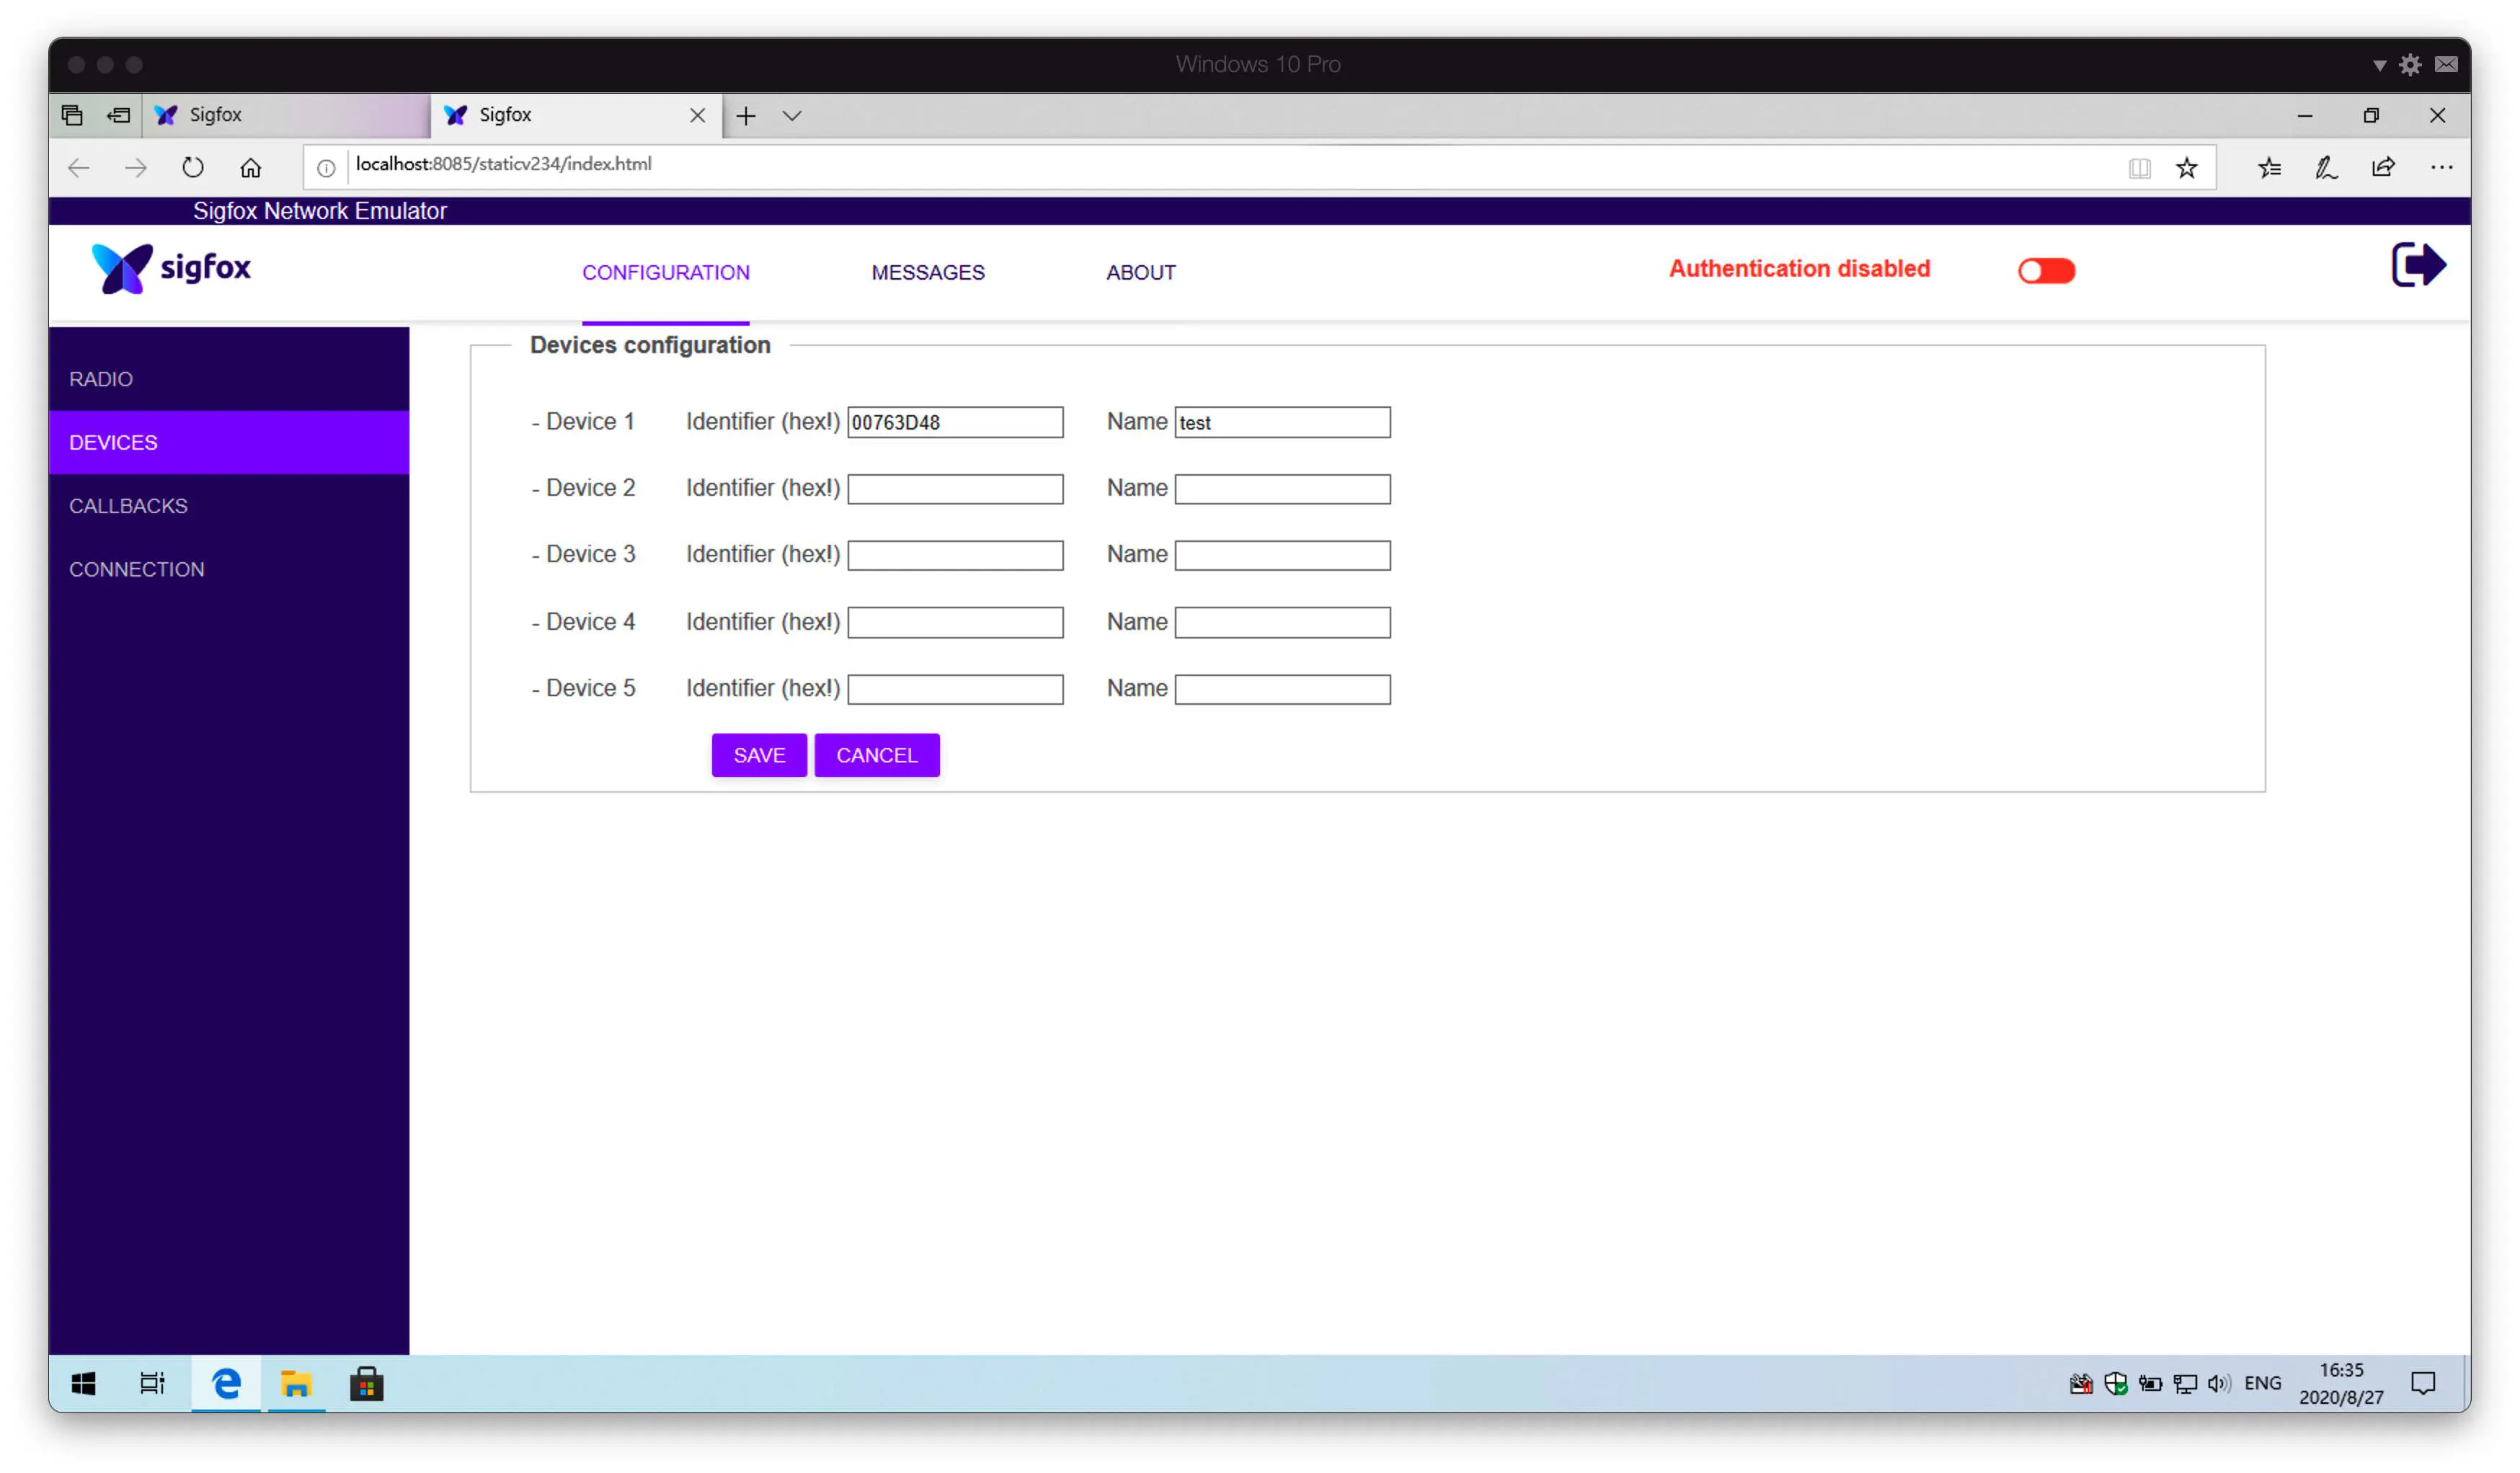 Windows 10 Pro
Sigfox
Sigfox
localhost:8085/staticv234/index.html
Sigfox Network Emulator
sigfox
CONFIGURATION MESSAGES ABOUT Authentication disabled
RADIO
DEVICES
CALLBACKS
CONNECTION
Devices configuration
- Device 1 Identifier (hex!) 00763D48 Name test
- Device 2 Identifier (hex!) Name
- Device 3 Identifier (hex!) Name
- Device 4 Identifier (hex!) Name
- Device 5 Identifier (hex!) Name
SAVE CANCEL
ENG
16:35
2020/8/27